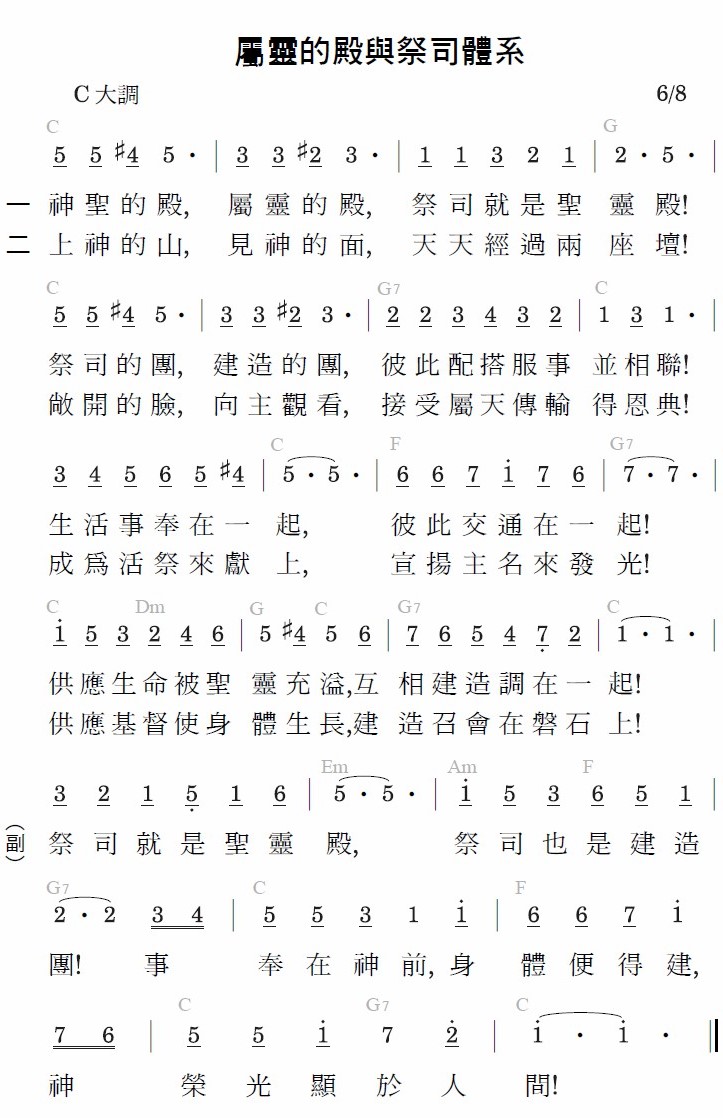 屬靈的殿與祭司體系
C 大調 6/8
C G
5 5 #4 5 · | 3 3 #2 3 · | 1 1 3 2 1 | 2 · 5 · |
一 神聖的殿, 屬靈的殿, 祭司就是聖 靈 殿!
二 上神的山, 見神的面, 天天經過兩 座 壇!
C G7 C
5 5 #4 5 · | 3 3 #2 3 · | 2 2 3 4 3 2 | 1 3 1 · |
祭司的團, 建造的團, 彼此配搭服事 並相聯!
敞開的臉, 向主觀看, 接受屬天傳輸 得恩典!
C F G7
3 4 5 6 5 #4 | 5 · 5 · | 6 6 7 i 7 6 | 7 · 7 · |
生活事奉在一 起, 彼此交通在一 起!
成爲活祭來獻 上, 宣揚主名來發 光!
C Dm G C G7 C
i 5 3 2 4 6 | 5 #4 5 6 | 7 6 5 4 7̣ 2 | 1 · 1 · |
供應生命被聖 靈充溢,互 相建造調在一 起!
供應基督使身 體生長,建 造召會在磐石 上!
Em Am F
3 2 1 5̣ 1 6 | 5 · 5 · | i 5 3 6 5 1 |
(副) 祭司就是聖靈 殿, 祭司也是建造
G7 C F
2 · 2 3 4 | 5 5 3 1 i | 6 6 7 i
團! 事 奉在神前,身 體便得建,
C G7 C
7 6 | 5 5 i 7 2̇ | i · i · |
神 榮光顯於人 間!